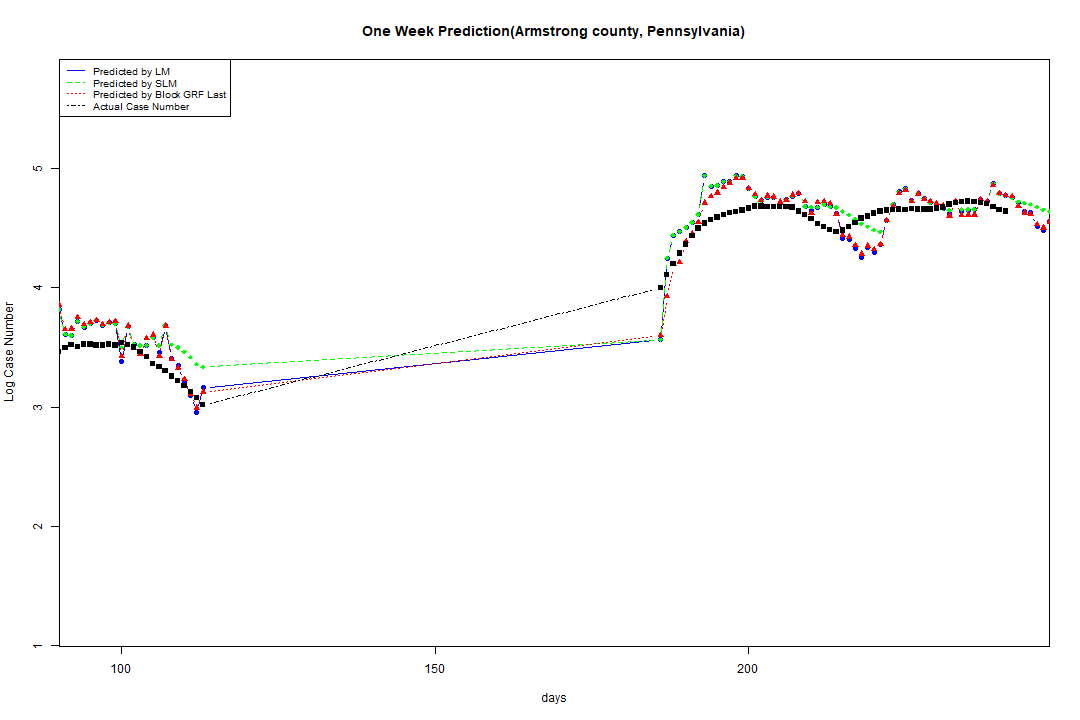 One Week Prediction(Armstrong county, Pennsylvania)
Predicted by LM
Predicted by SLM
Predicted by Block GRF Last
Actual Case Number
5
4
3
2
1
Log Case Number
100 150 200
days